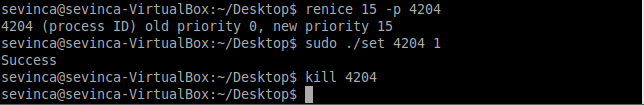 sevinca@sevinca-VirtualBox:~/Desktop$ renice 15 -p 4204
4204 (process ID) old priority 0, new priority 15
sevinca@sevinca-VirtualBox:~/Desktop$ sudo ./set 4204 1
Success
sevinca@sevinca-VirtualBox:~/Desktop$ kill 4204
sevinca@sevinca-VirtualBox:~/Desktop$